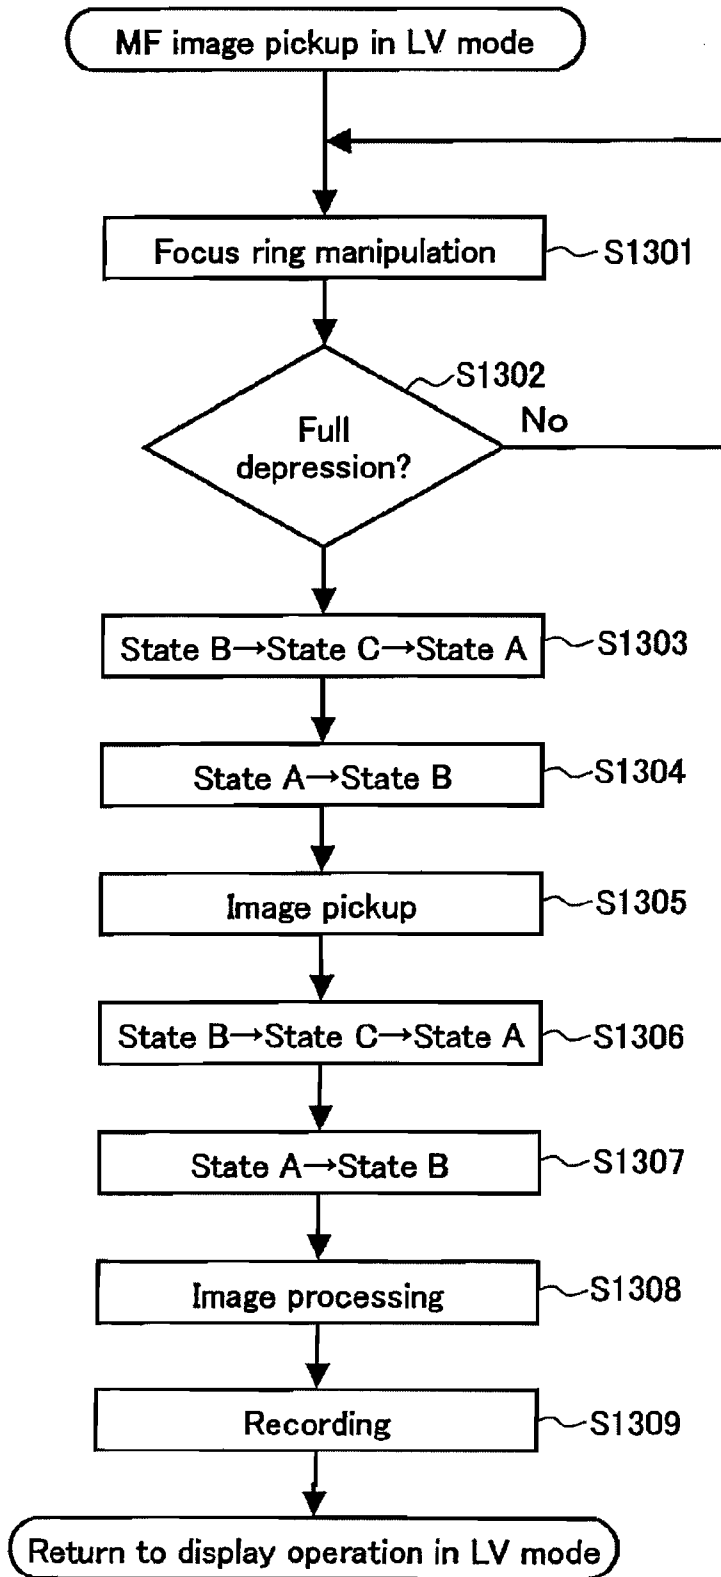 MF image pickup in LV mode
Focus ring manipulation
S1301
S1302
Full
depression?
No
State B→State C→State A
S1303
State A→State B
S1304
Image pickup
S1305
State B→State C→State A
S1306
State A→State B
S1307
Image processing
S1308
Recording
S1309
Return to display operation in LV mode